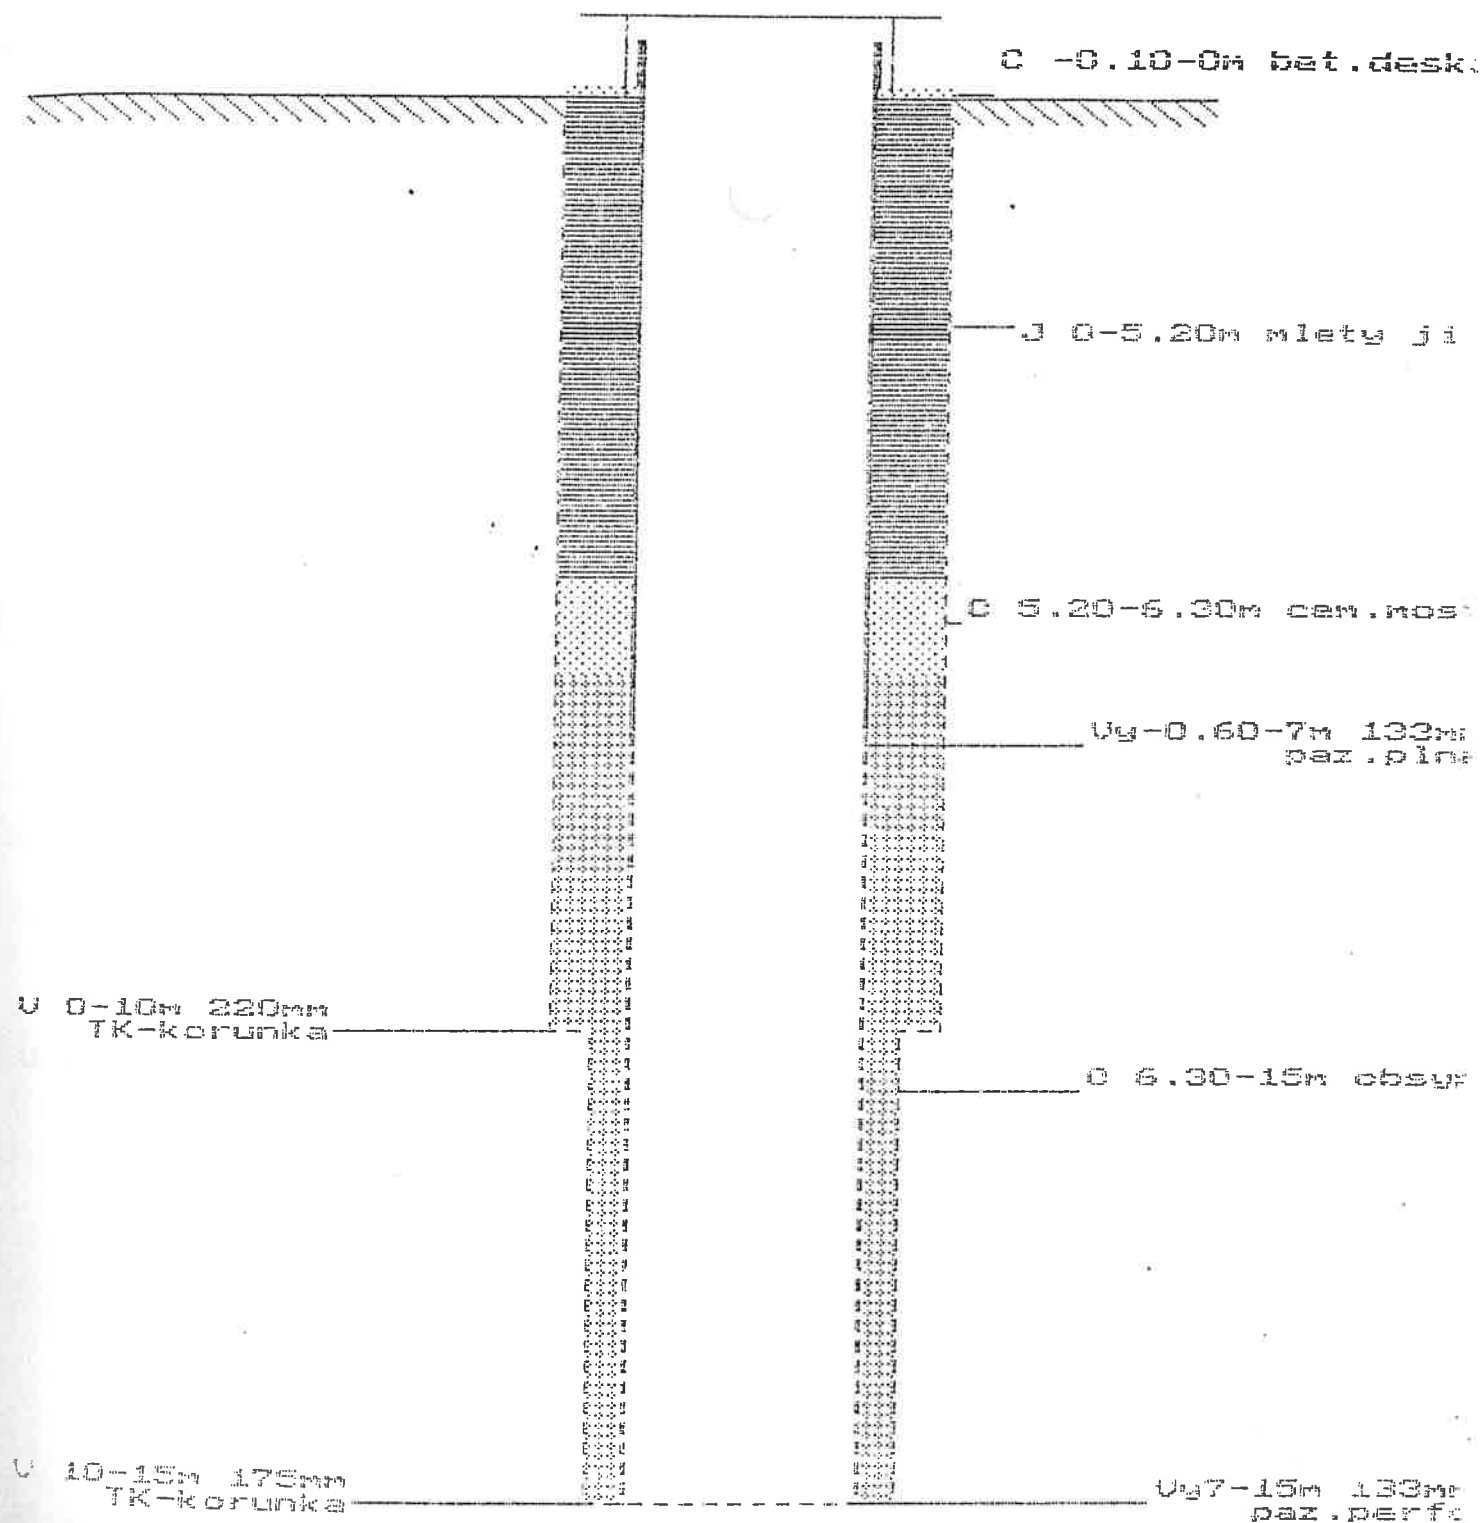 C -0.10-0m bet.desk
J 0-5.20m mlety ji
C 5.20-6.30m cem.mos
Vy-0.60-7m 133m
paz.pln
V 0-10m 220mm
TK-korunka
O 6.30-15m obsy
V 10-15m 175mm
TK-korunka
Vy7-15m 133m
paz.perf